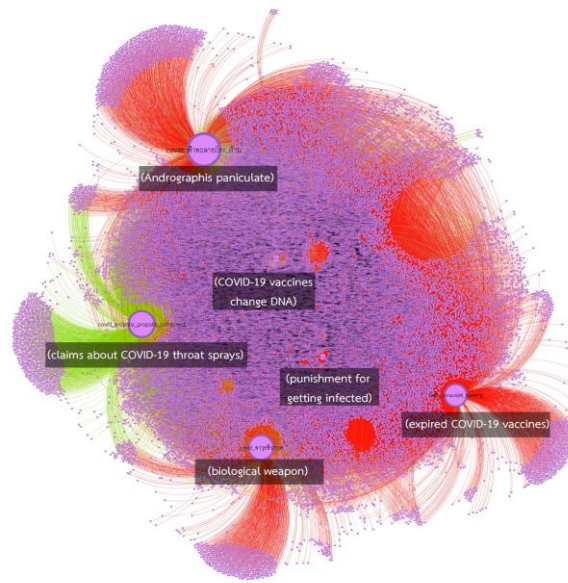 (Andrographis paniculate)
(COVID-19 vaccines
change DNA)
covid_propolis_propolis_combined
(claims about COVID-19 throat sprays)
(punishment for
getting infected)
(expired COVID-19 vaccines)
(biological weapon)